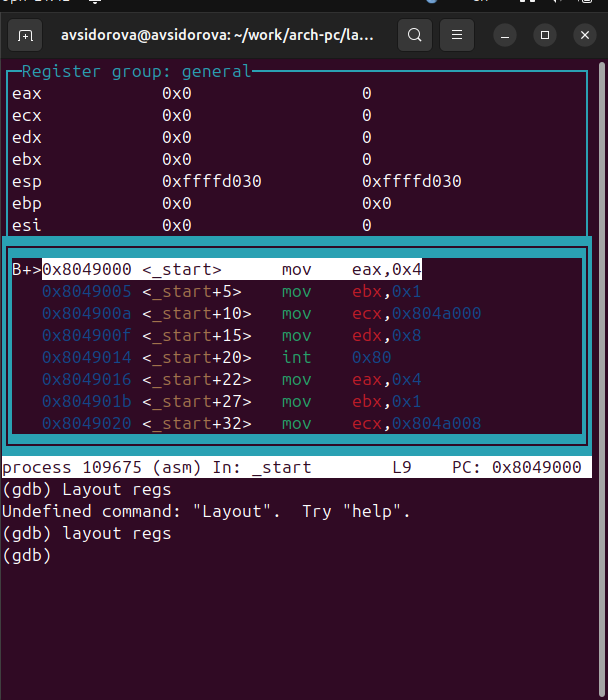 avsidorova@avsidorova: ~/work/arch-pc/la...
Register group: general
eax 0x0 0
ecx 0x0 0
edx 0x0 0
ebx 0x0 0
esp 0xffffd030 0xffffd030
ebp 0x0 0x0
esi 0x0 0
B+>0x8049000 <_start> mov eax,0x4
0x8049005 <_start+5> mov ebx,0x1
0x804900a <_start+10> mov ecx,0x804a000
0x804900f <_start+15> mov edx,0x8
0x8049014 <_start+20> int 0x80
0x8049016 <_start+22> mov eax,0x4
0x804901b <_start+27> mov ebx,0x1
0x8049020 <_start+32> mov ecx,0x804a008
process 109675 (asm) In: _start L9 PC: 0x8049000
(gdb) Layout regs
Undefined command: "Layout". Try "help".
(gdb) layout regs
(gdb)